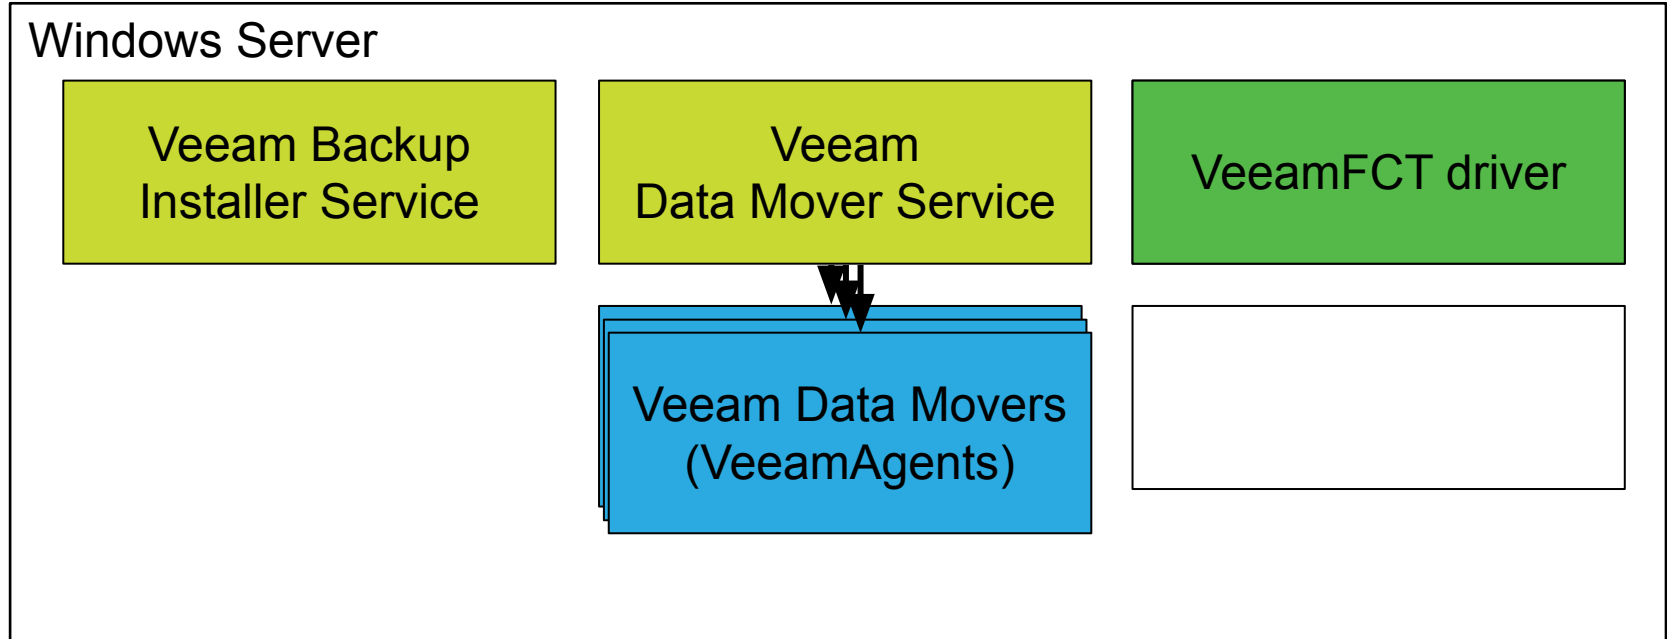 Windows Server
Veeam Backup
Installer Service
Veeam
Data Mover Service
VeeamFCT driver
Veeam Data Movers
(VeeamAgents)